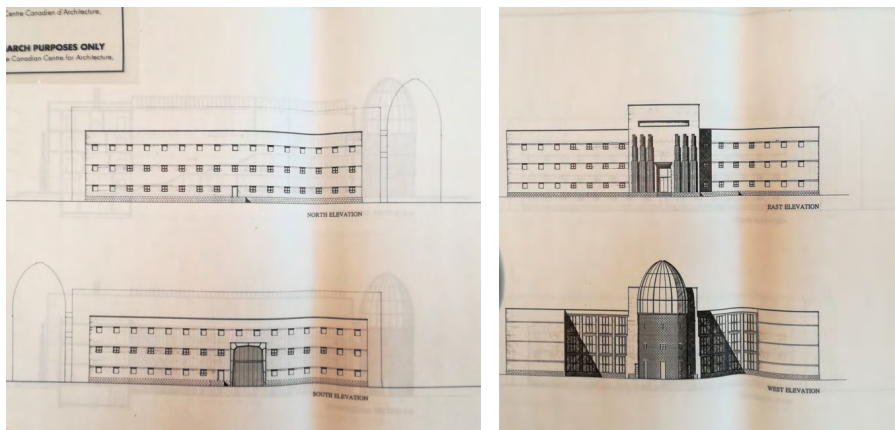 Centre Canadien d'Architecture,
ARCH PURPOSES ONLY
e Canadian Centre for Architecture,
NORTH ELEVATION
SOUTH ELEVATION
EAST ELEVATION
WEST ELEVATION